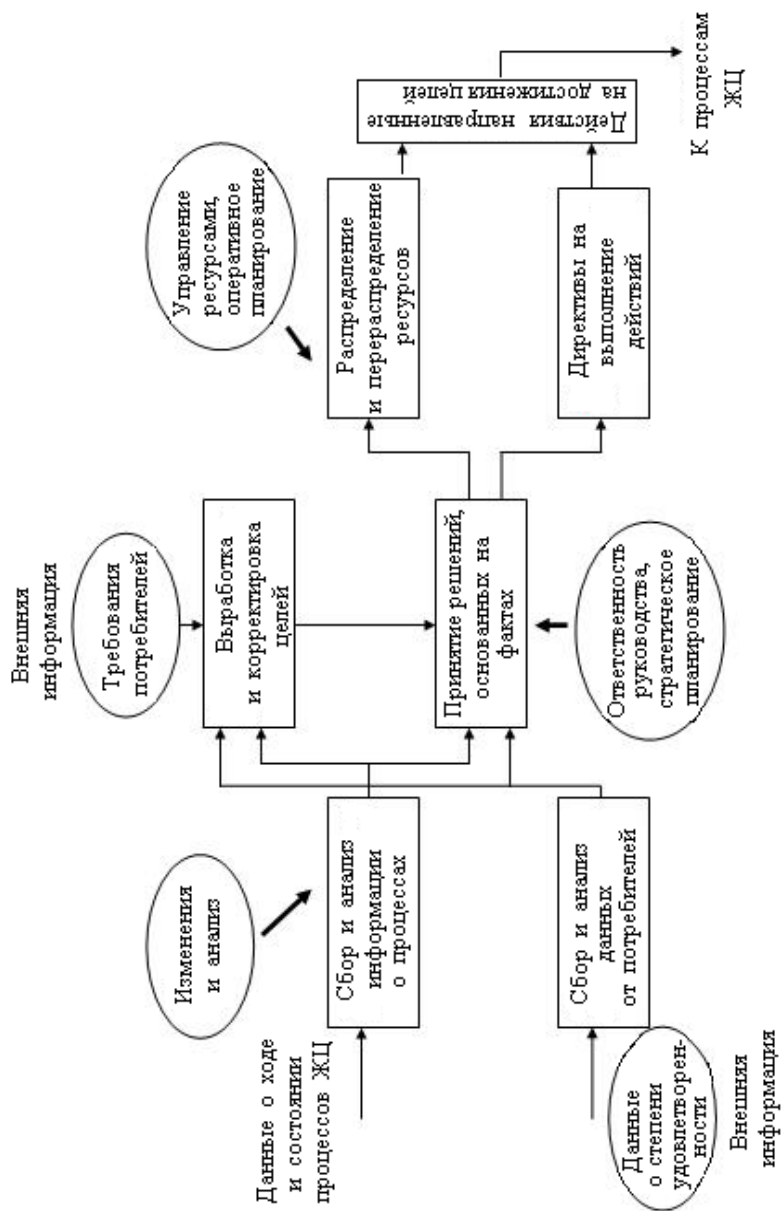 Внешняя
информация
Требования
потребителей
Управление
ресурсами,
оперативное
планирование
Изменения
и анализ
Выработка
и корректировка
целей
Распределение
и перераспределение
ресурсов
Действия направленные
на достижения целей
Данные о ходе
и состоянии
процессов ЖЦ
Сбор и анализ
информации
о процессах
Принятие решений,
основанных на
фактах
Директивы на
выполнение
действий
К процессам
ЖЦ
Данные
о степени
удовлетворен-
ности
Сбор и анализ
данных
от потребителей
Ответственность
руководства,
стратегическое
планирование
Внешняя
информация